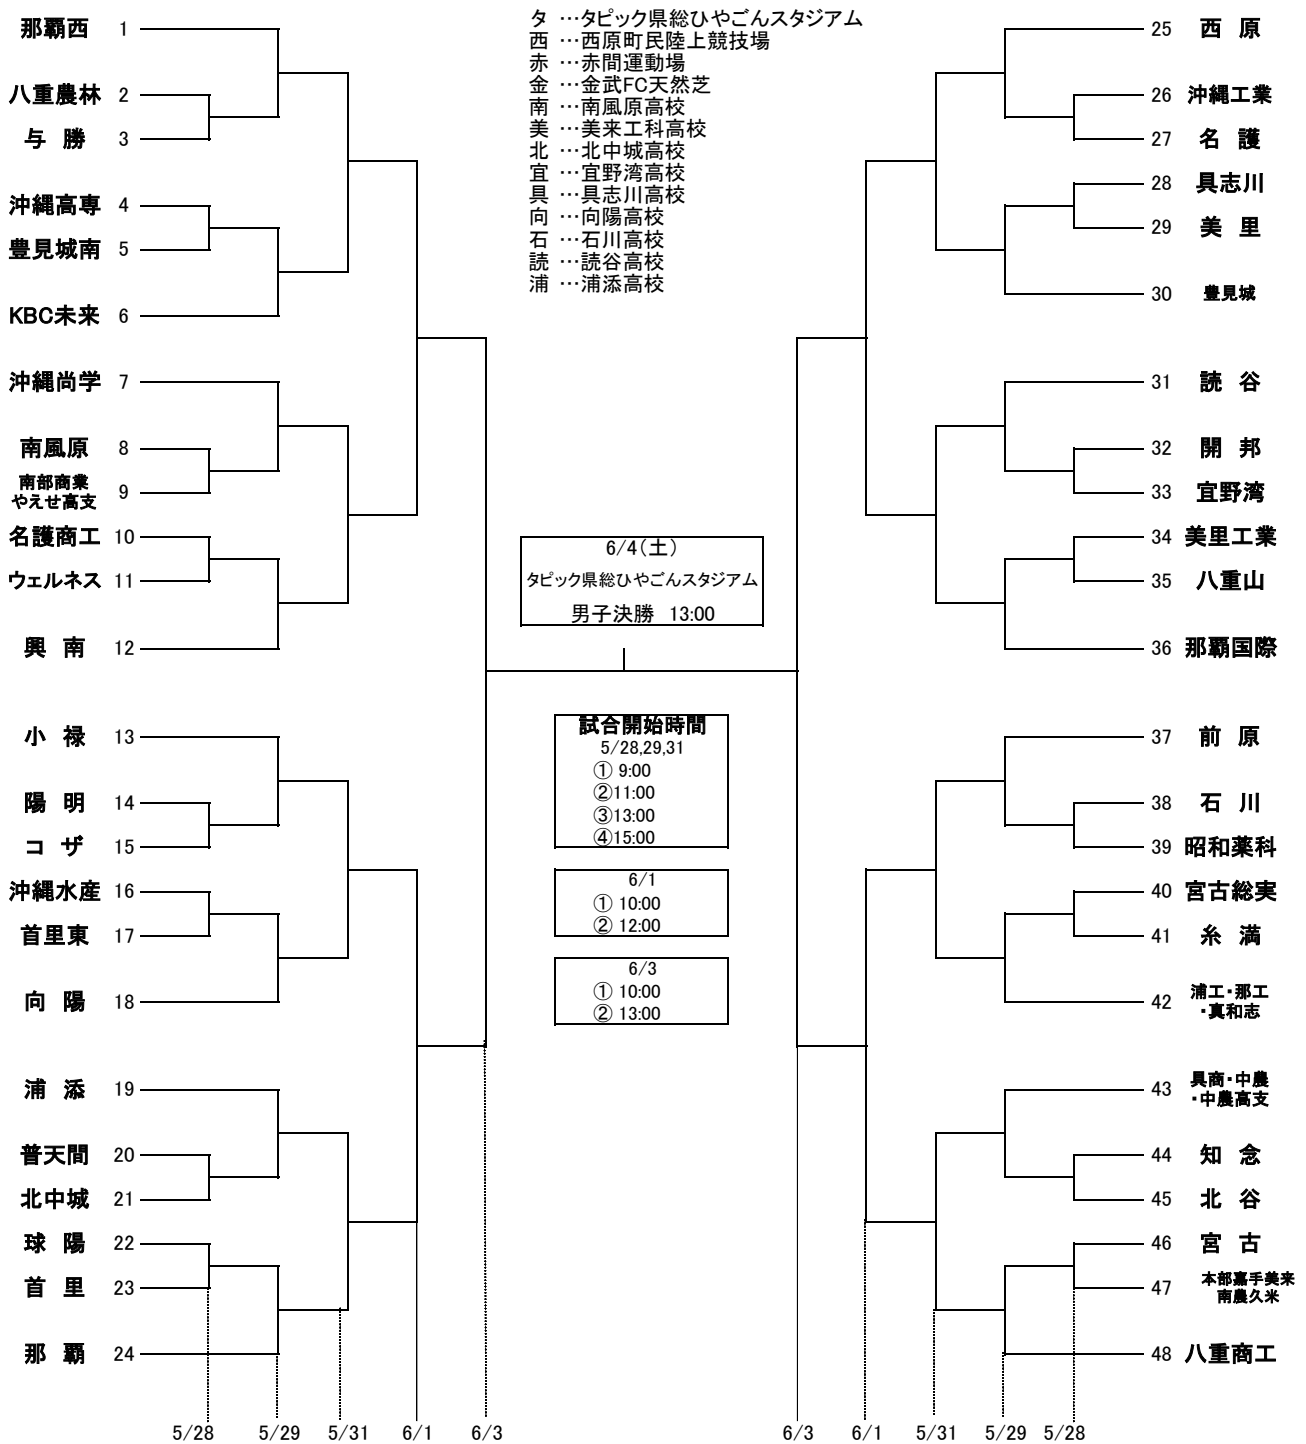 タ …タピック県総ひやごんスタジアム
西 …西原町民陸上競技場
赤 …赤間運動場
金 …金武FC天然芝
南 …南風原高校
美 …美来工科高校
北 …北中城高校
宜 …宜野湾高校
具 …具志川高校
向 …向陽高校
石 …石川高校
読 …読谷高校
浦 …浦添高校
那覇西 1
八重農林 2
与 勝 3
沖縄高専 4
豊見城南 5
KBC未来 6
沖縄尚学 7
南風原 8
南部商業
やえせ高支 9
名護商工 10
ウェルネス 11
興 南 12
小 禄 13
陽 明 14
コ ザ 15
沖縄水産 16
首里東 17
向 陽 18
浦 添 19
普天間 20
北中城 21
球 陽 22
首 里 23
那 覇 24
6/4(土)
タピック県総ひやごんスタジアム
男子決勝 13:00
試合開始時間
5/28,29,31
① 9:00
②11:00
③13:00
④15:00
6/1
① 10:00
② 12:00
6/3
① 10:00
② 13:00
25 西 原
26 沖縄工業
27 名 護
28 具志川
29 美 里
30 豊見城
31 読 谷
32 開 邦
33 宜野湾
34 美里工業
35 八重山
36 那覇国際
37 前 原
38 石 川
39 昭和薬科
40 宮古総実
41 糸 満
42 浦工・那工
・真和志
43 具商・中農
・中農高支
44 知 念
45 北 谷
46 宮 古
47 本部嘉手美来
南農久米
48 八重商工
5/28 5/29 5/31 6/1 6/3 6/3 6/1 5/31 5/29 5/28